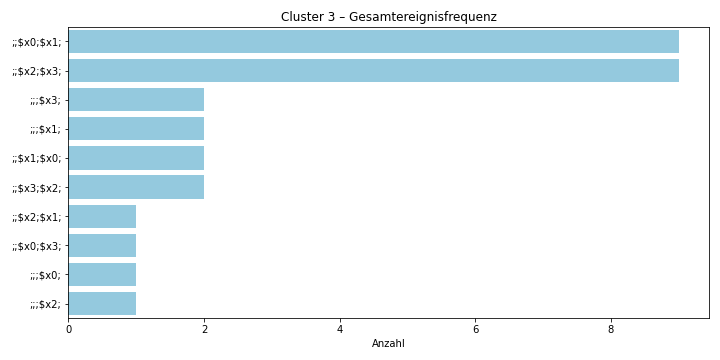 Cluster 3 – Gesamtereignisfrequenz
;;$x0;$x1;
;;$x2;$x3;
;;;$x3;
;;;$x1;
;;$x1;$x0;
;;$x3;$x2;
;;$x2;$x1;
;;$x0;$x3;
;;;$x0;
;;;$x2;
0 2 4 6 8
Anzahl